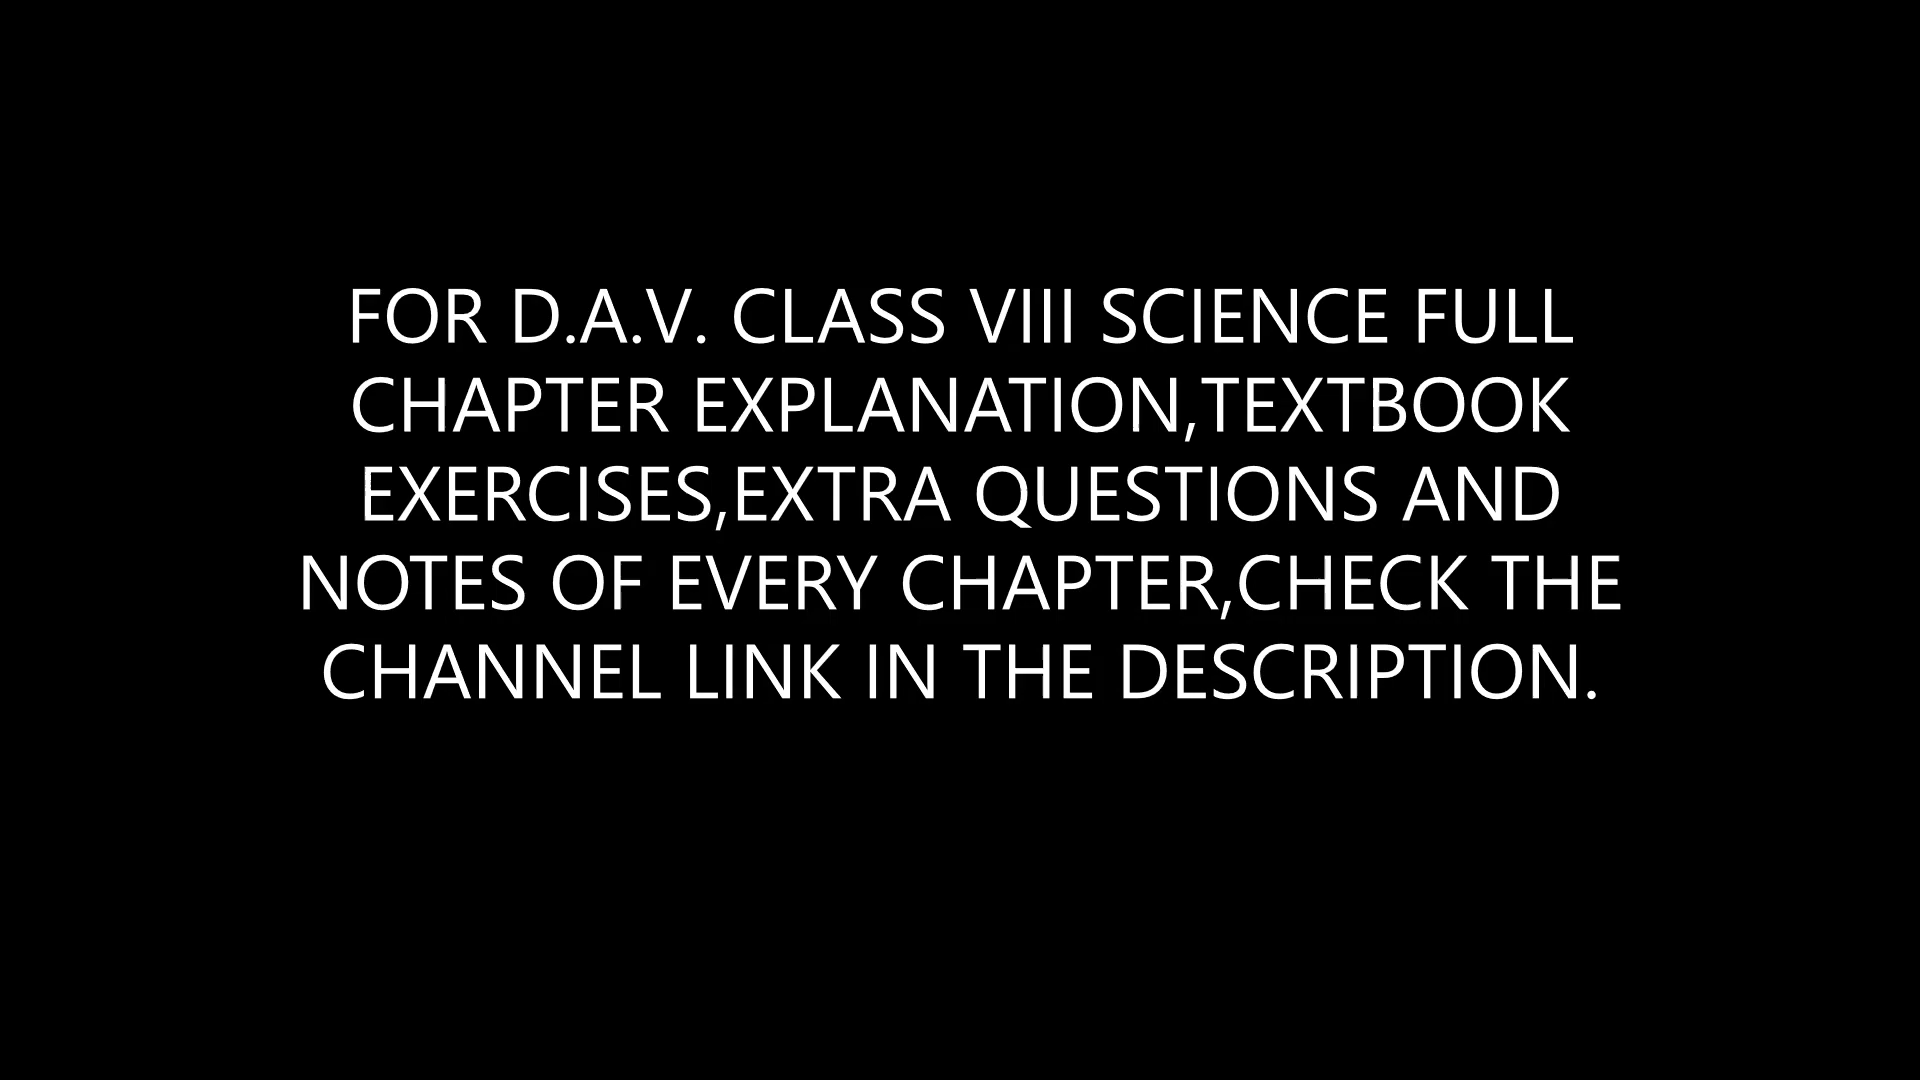 FOR D.A.V. CLASS VIII SCIENCE FULL
CHAPTER EXPLANATION,TEXTBOOK
EXERCISES,EXTRA QUESTIONS AND
NOTES OF EVERY CHAPTER,CHECK THE
CHANNEL LINK IN THE DESCRIPTION.